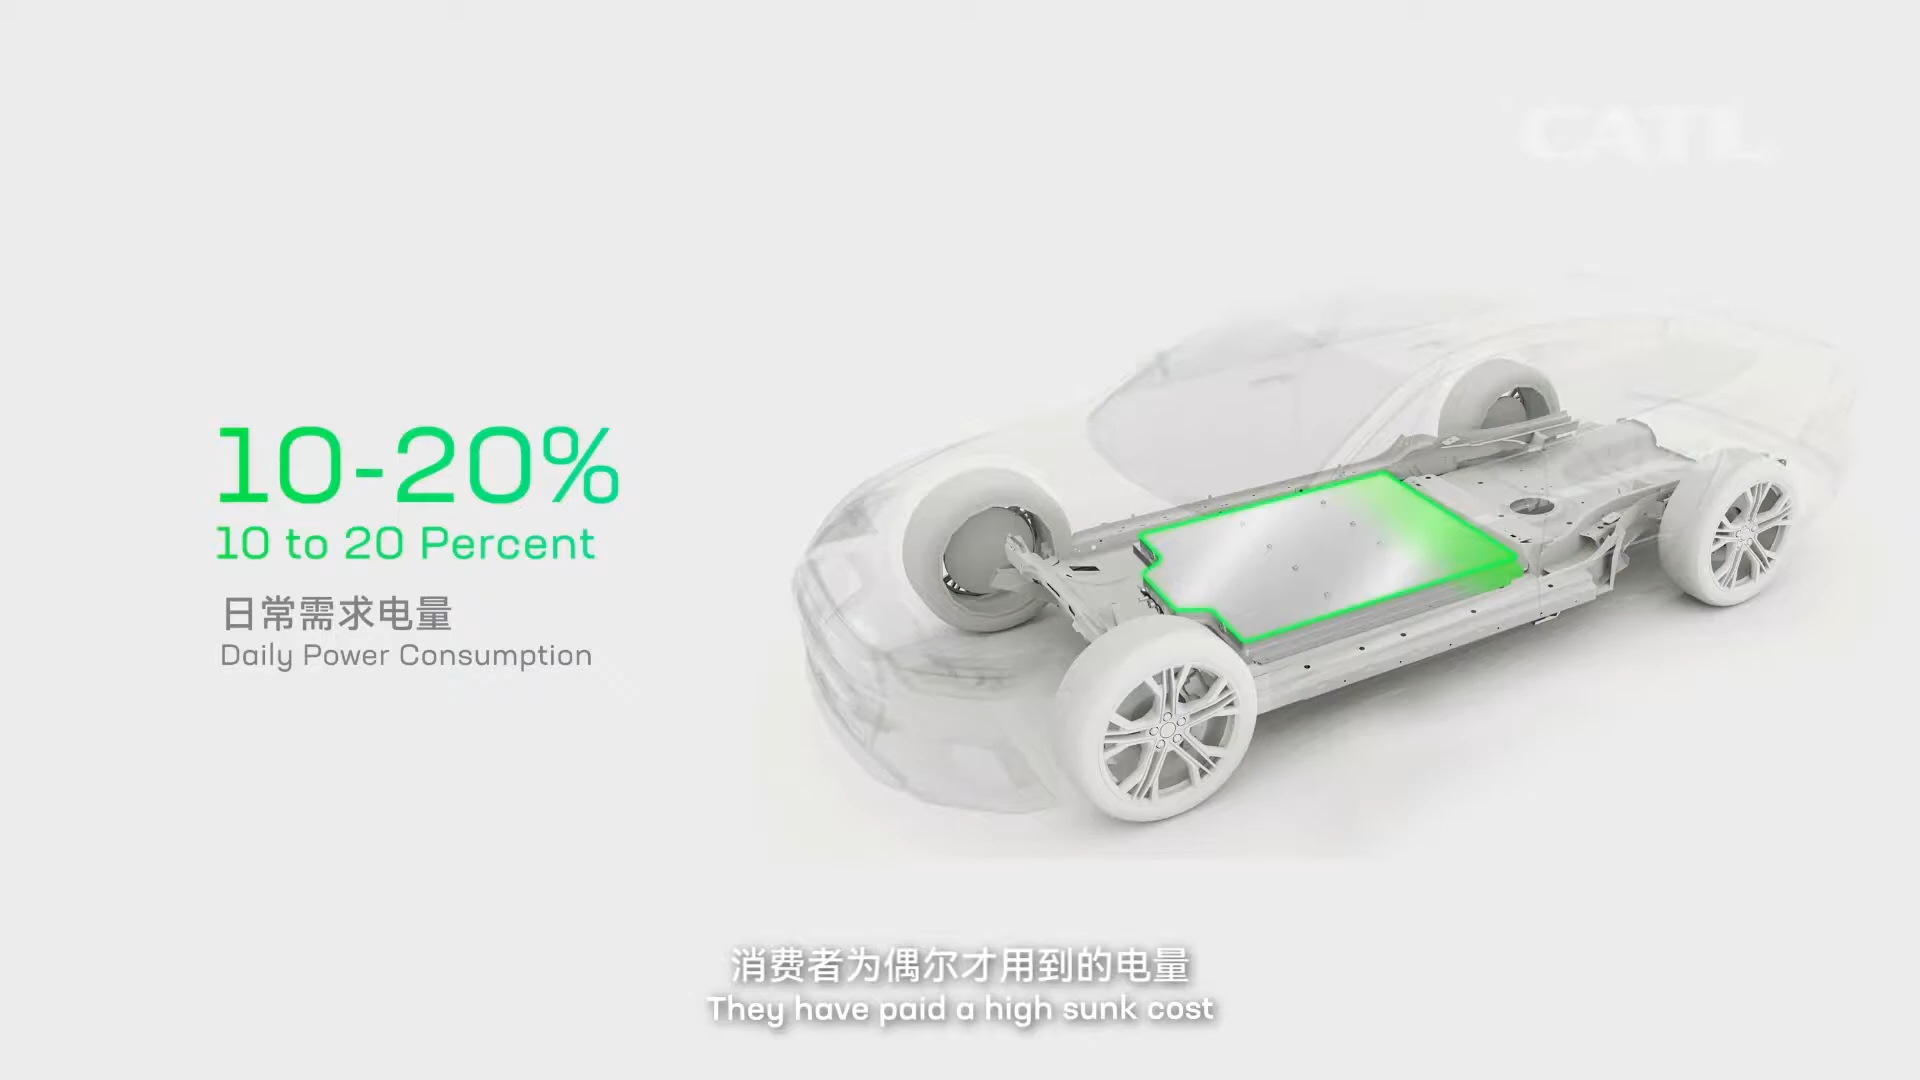 CATL
10-20%
10 to 20 Percent
日常需求电量
Daily Power Consumption
消费者为偶尔才用到的电量
They have paid a high sunk cost